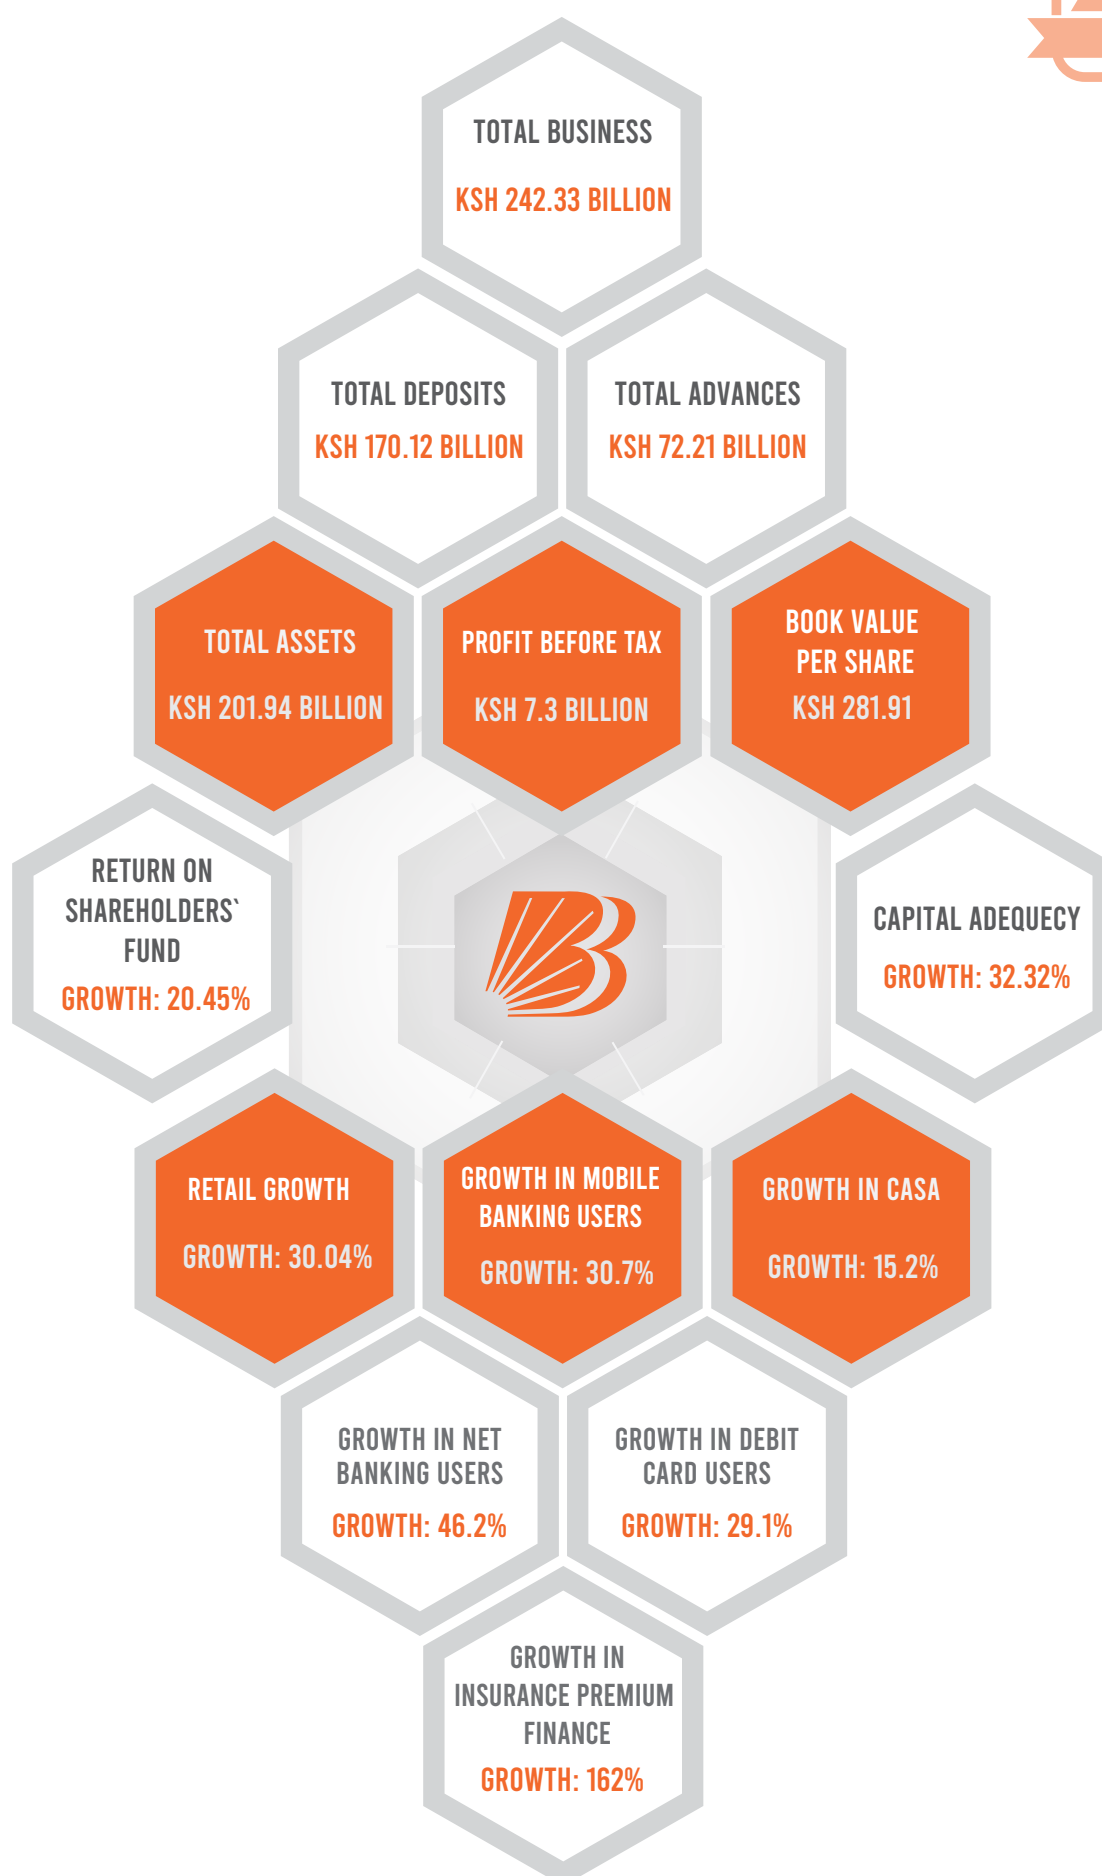 TOTAL BUSINESS
KSH 242.33 BILLION
TOTAL DEPOSITS
KSH 170.12 BILLION
TOTAL ADVANCES
KSH 72.21 BILLION
TOTAL ASSETS
KSH 201.94 BILLION
PROFIT BEFORE TAX
KSH 7.3 BILLION
BOOK VALUE
PER SHARE
KSH 281.91
RETURN ON
SHAREHOLDERS`
FUND
GROWTH: 20.45%
CAPITAL ADEQUECY
GROWTH: 32.32%
RETAIL GROWTH
GROWTH: 30.04%
GROWTH IN MOBILE
BANKING USERS
GROWTH: 30.7%
GROWTH IN CASA
GROWTH: 15.2%
GROWTH IN NET
BANKING USERS
GROWTH: 46.2%
GROWTH IN DEBIT
CARD USERS
GROWTH: 29.1%
GROWTH IN
INSURANCE PREMIUM
FINANCE
GROWTH: 162%